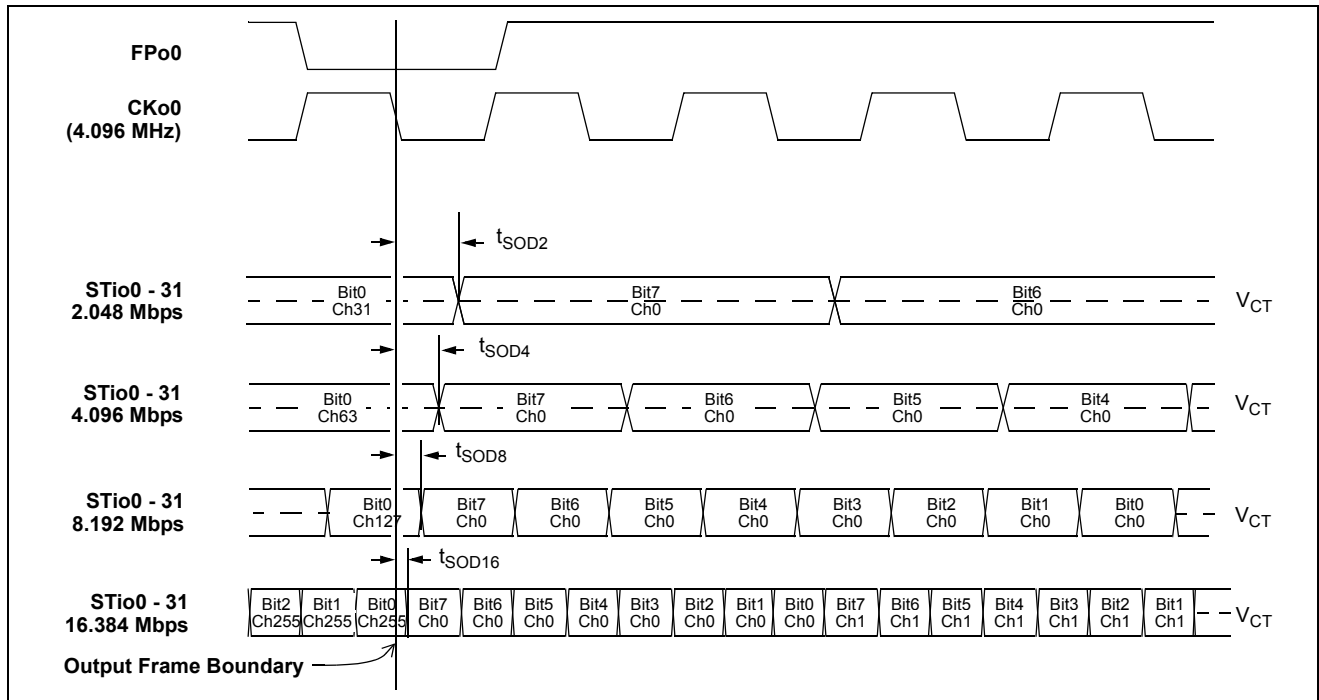 FPo0
CKo0
(4.096 MHz)
tSOD2
STio0 - 31
2.048 Mbps
Bit0
Ch31
Bit7
Ch0
Bit6
Ch0
VCT
tSOD4
STio0 - 31
4.096 Mbps
Bit0
Ch63
Bit7
Ch0
Bit6
Ch0
Bit5
Ch0
Bit4
Ch0
VCT
tSOD8
STio0 - 31
8.192 Mbps
Bit0
Ch127
Bit7
Ch0
Bit6
Ch0
Bit5
Ch0
Bit4
Ch0
Bit3
Ch0
Bit2
Ch0
Bit1
Ch0
Bit0
Ch0
VCT
tSOD16
STio0 - 31
16.384 Mbps
Bit2
Ch255
Bit1
Ch255
Bit0
Ch255
Bit7
Ch0
Bit6
Ch0
Bit5
Ch0
Bit4
Ch0
Bit3
Ch0
Bit2
Ch0
Bit1
Ch0
Bit0
Ch0
Bit7
Ch1
Bit6
Ch1
Bit5
Ch1
Bit4
Ch1
Bit3
Ch1
Bit2
Ch1
Bit1
Ch1
VCT
Output Frame Boundary